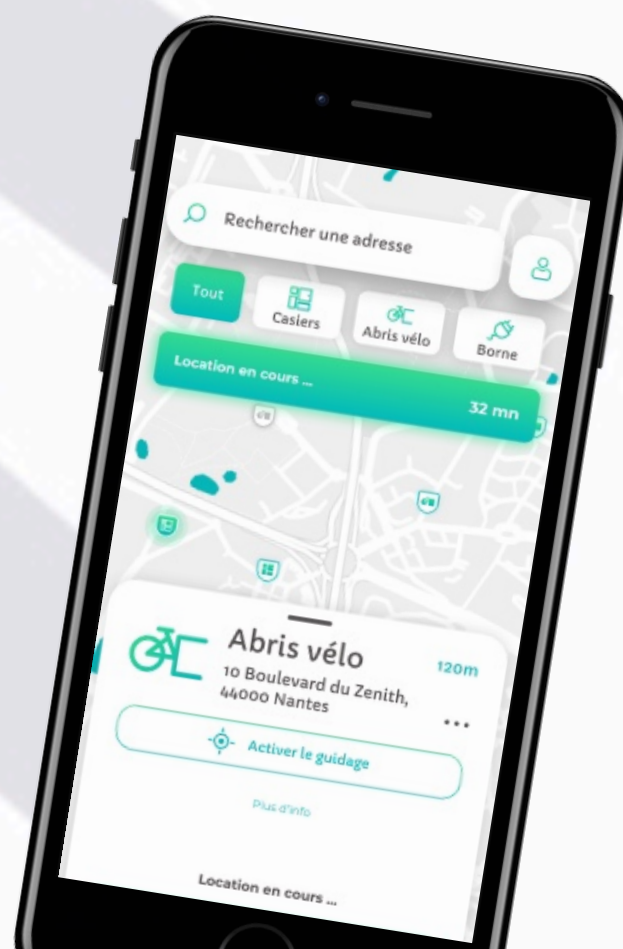 Rechercher une adresse
Tout
Casiers
Abris vélo
Borne
Location en cours ...
32 mn
Abris vélo
120m
10 Boulevard du Zenith,
44000 Nantes
Activer le guidage
Plus d'info
Location en cours ...